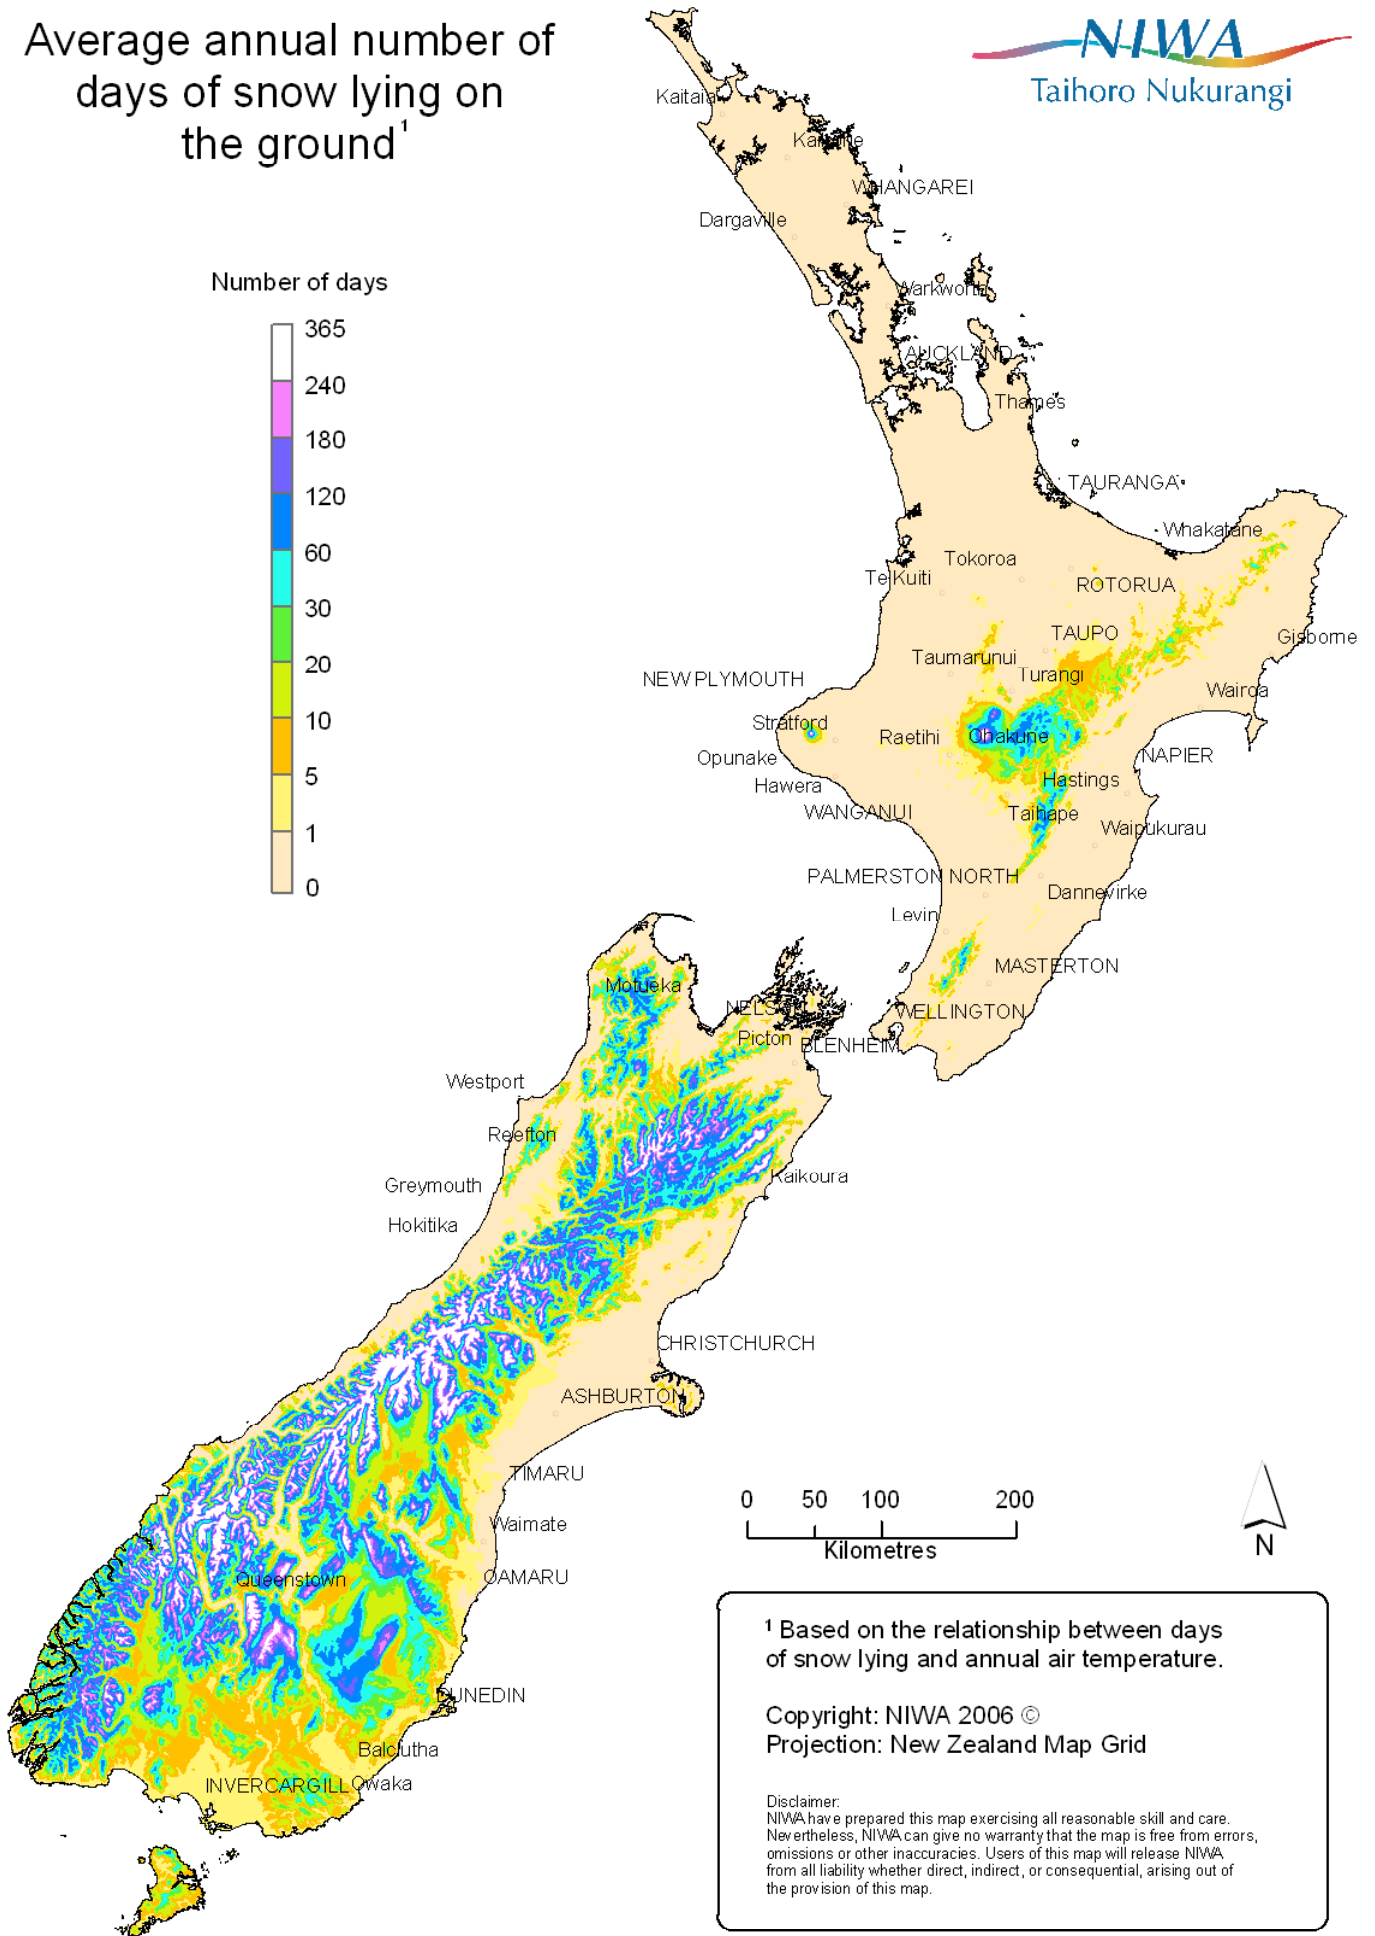 Average annual number of
days of snow lying on
the ground¹
NIWA
Taihoro Nukurangi
Number of days
365
240
180
120
60
30
20
10
5
1
0
Kaitaia
WHANGAREI
Dargaville
Warkworth
AUCKLAND
Thames
TAURANGA
Whakatane
Tokoroa
Te Kuiti
ROTORUA
TAUPO
Gisborne
Taumarunui
Turangi
NEW PLYMOUTH
Wairoa
Stratford
Raetihi
Ohakune
Opunake
NAPIER
Hawera
Hastings
WANGANUI
Taihape
Waipukurau
PALMERSTON NORTH
Dannevirke
Levin
MASTERTON
Motueka
NELSON
WELLINGTON
Picton
BLENHEIM
Westport
Reefton
Kaikoura
Greymouth
Hokitika
CHRISTCHURCH
ASHBURTON
TIMARU
Waimate
OAMARU
Queenstown
DUNEDIN
Balclutha
INVERCARGILL
Owaka
0 50 100 200
Kilometres
N
¹ Based on the relationship between days
of snow lying and annual air temperature.
Copyright: NIWA 2006 ©
Projection: New Zealand Map Grid
Disclaimer:
NIWA have prepared this map exercising all reasonable skill and care.
Nevertheless, NIWA can give no warranty that the map is free from errors,
omissions or other inaccuracies. Users of this map will release NIWA
from all liability whether direct, indirect, or consequential, arising out of
the provision of this map.